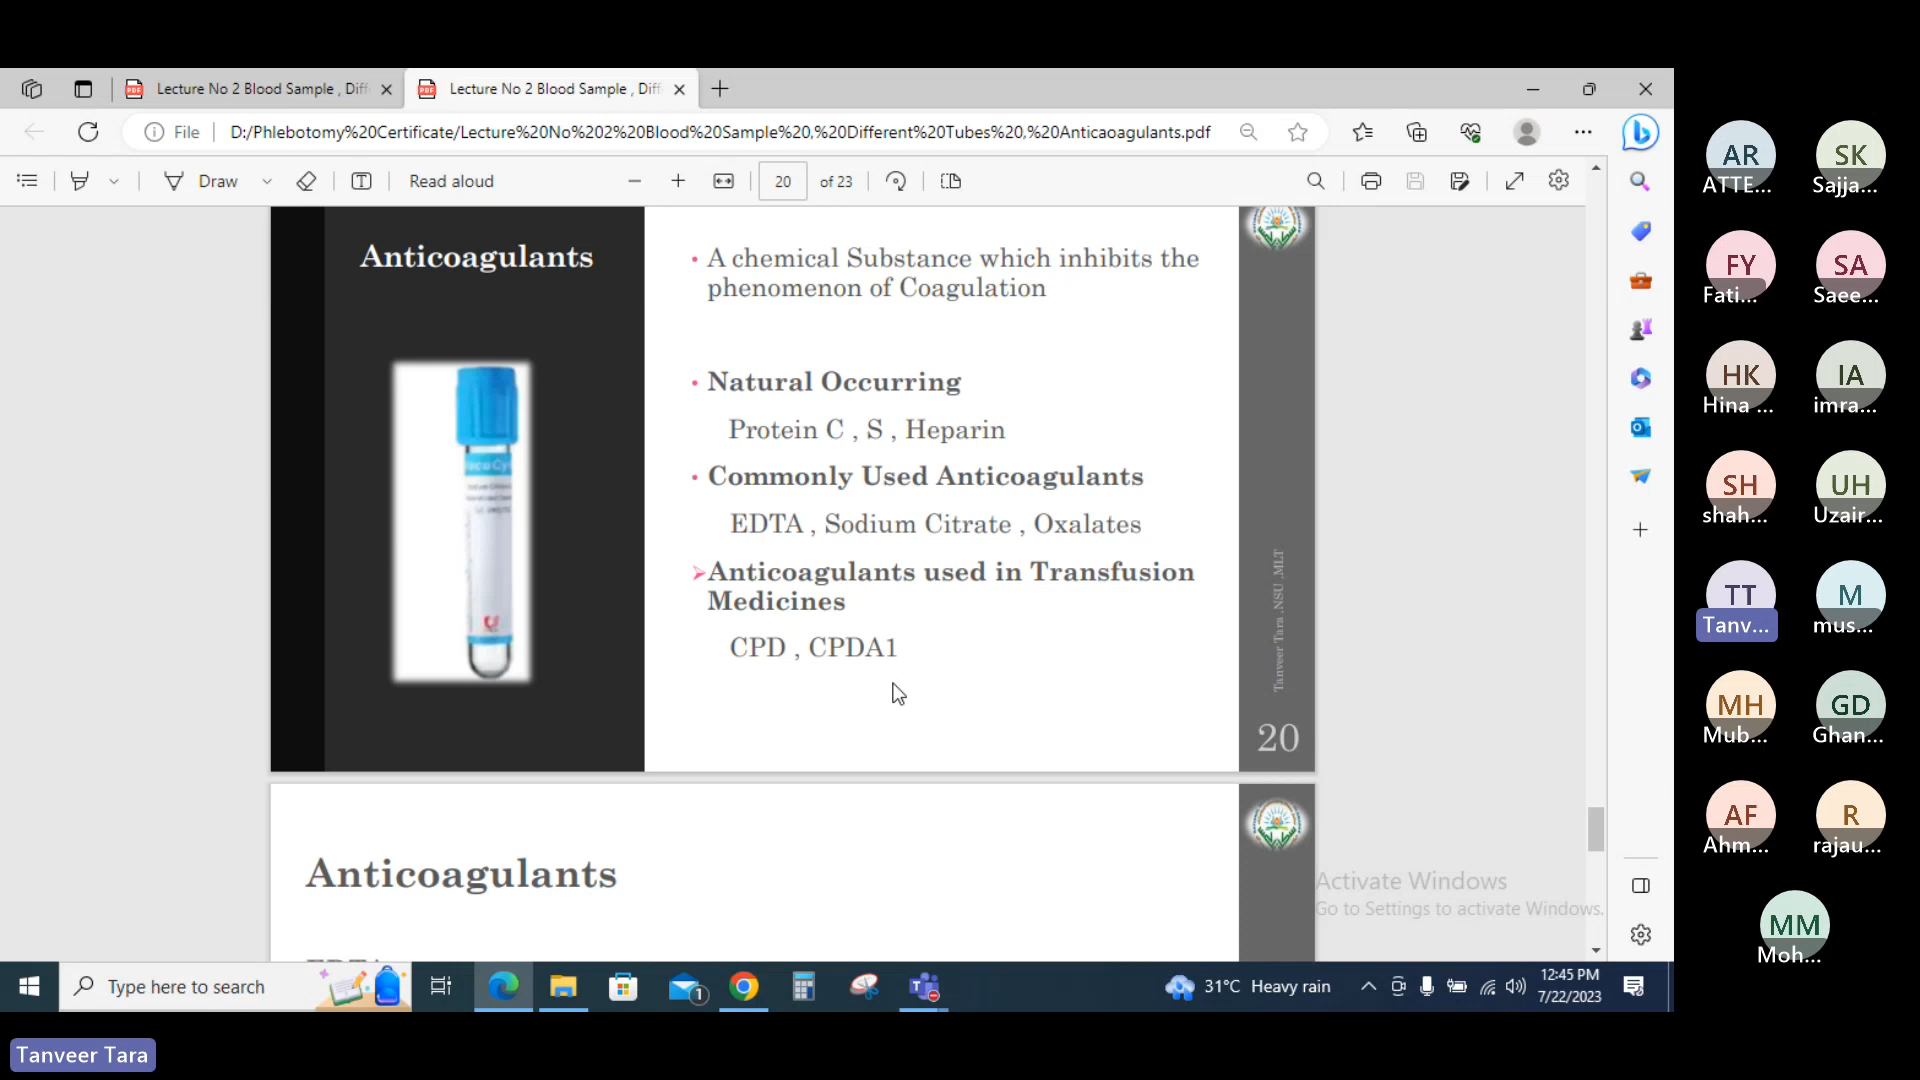 Lecture No 2 Blood Sample , Diff
Lecture No 2 Blood Sample , Diff
File
D:/Phlebotomy%20Certificate/Lecture%20No%202%20Blood%20Sample%20,%20Different%20Tubes%20,%20Anticaoagulants.pdf
Draw
Read aloud
20
of 23
Anticoagulants
• A chemical Substance which inhibits the
phenomenon of Coagulation
• Natural Occurring
Protein C , S , Heparin
• Commonly Used Anticoagulants
EDTA , Sodium Citrate , Oxalates
➢Anticoagulants used in Transfusion
Medicines
CPD , CPDA1
Tanveer Tara .NSU .MLT
20
Anticoagulants
Activate Windows
Go to Settings to activate Windows.
Type here to search
1
31°C Heavy rain
12:45 PM
7/22/2023
AR
ATTE...
SK
Sajja...
FY
Fati...
SA
Saee...
HK
Hina ...
IA
imra...
SH
shah...
UH
Uzair...
TT
Tanv...
M
mus...
MH
Mub...
GD
Ghan...
AF
Ahm...
R
rajau...
MM
Moh...
Tanveer Tara